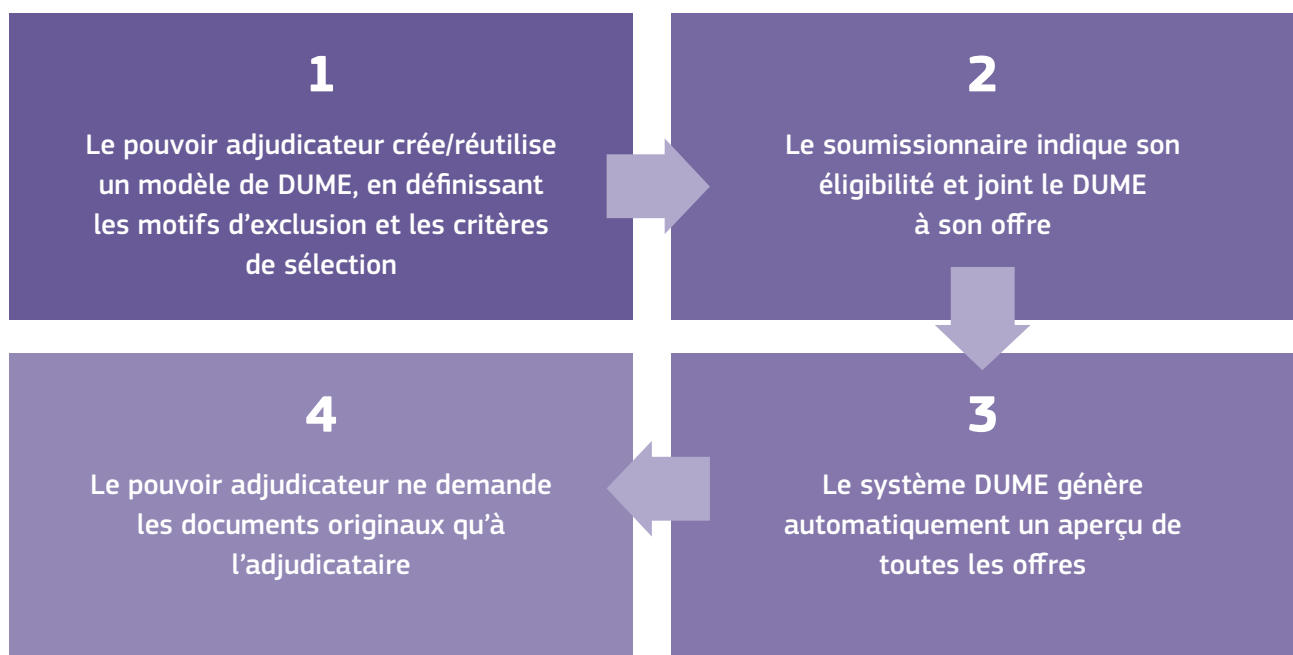 1
Le pouvoir adjudicateur crée/réutilise
un modèle de DUME, en définissant
les motifs d’exclusion et les critères
de sélection
2
Le soumissionnaire indique son
éligibilité et joint le DUME
à son offre
3
Le système DUME génère
automatiquement un aperçu de
toutes les offres
4
Le pouvoir adjudicateur ne demande
les documents originaux qu’à
l’adjudicataire